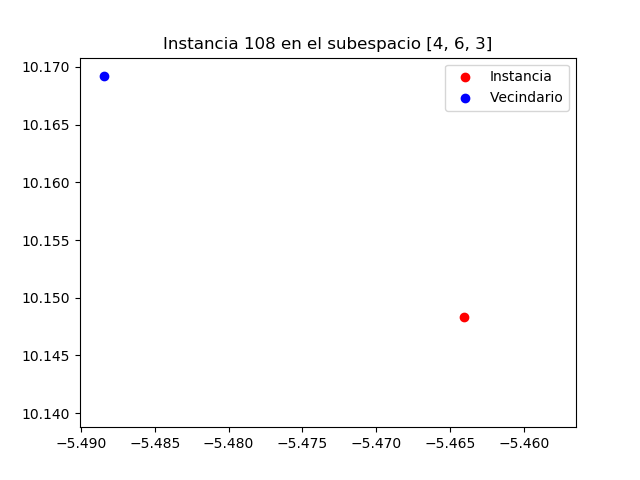 Instancia 108 en el subespacio [4, 6, 3]
10.170
10.165
10.160
10.155
10.150
10.145
10.140
Instancia
Vecindario
−5.490 −5.485 −5.480 −5.475 −5.470 −5.465 −5.460